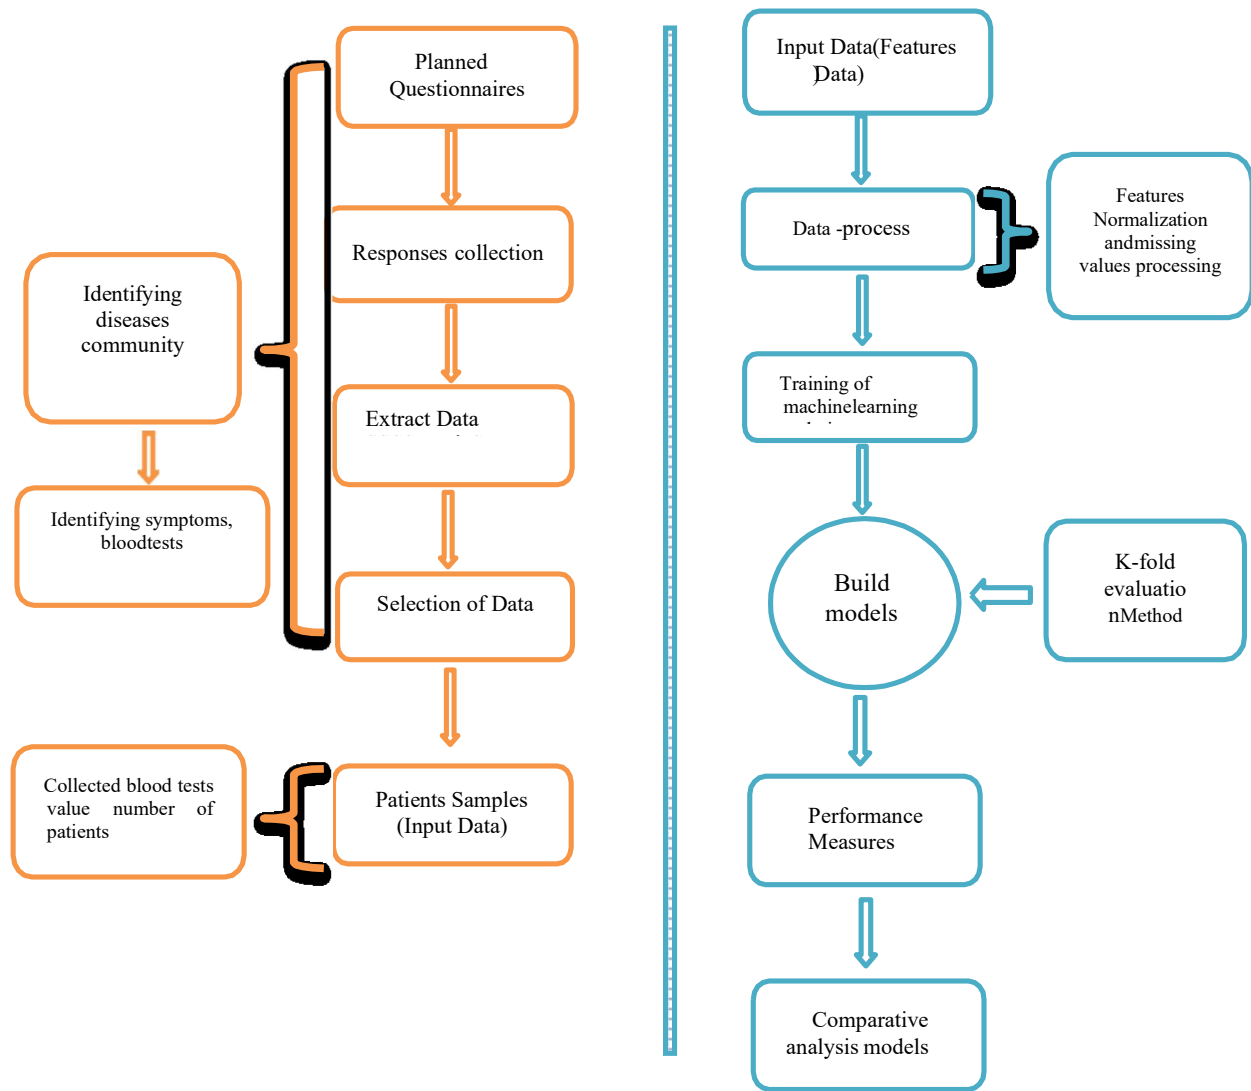 Planned
Questionnaires
Responses collection
Extract Data
Selection of Data
Patients Samples
(Input Data)
Identifying
diseases
community
Identifying symptoms,
bloodtests
Collected blood tests
value number of
patients
Input Data(Features
)Data)
Data -process
Features
Normalization
andmissing
values processing
Training of
machinelearning
Build
models
K-fold
evaluatio
nMethod
Performance
Measures
Comparative
analysis models